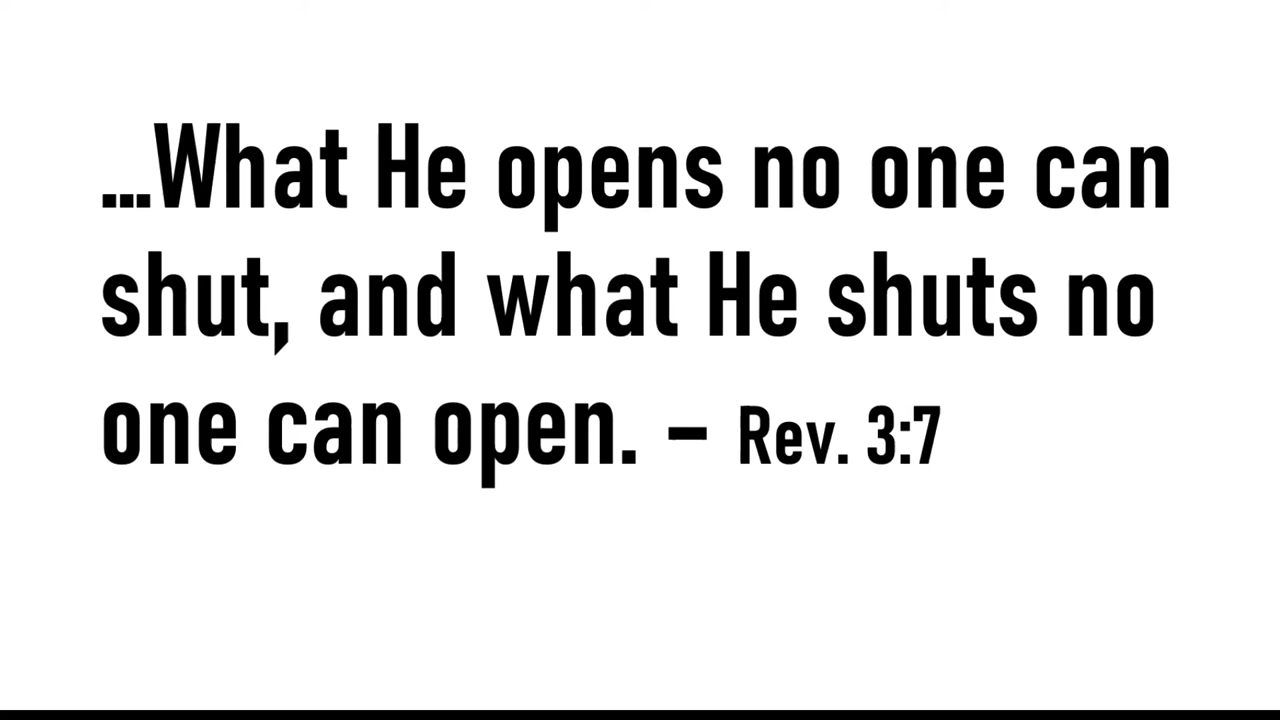 ...What He opens no one can
shut, and what He shuts no
one can open. – Rev. 3:7